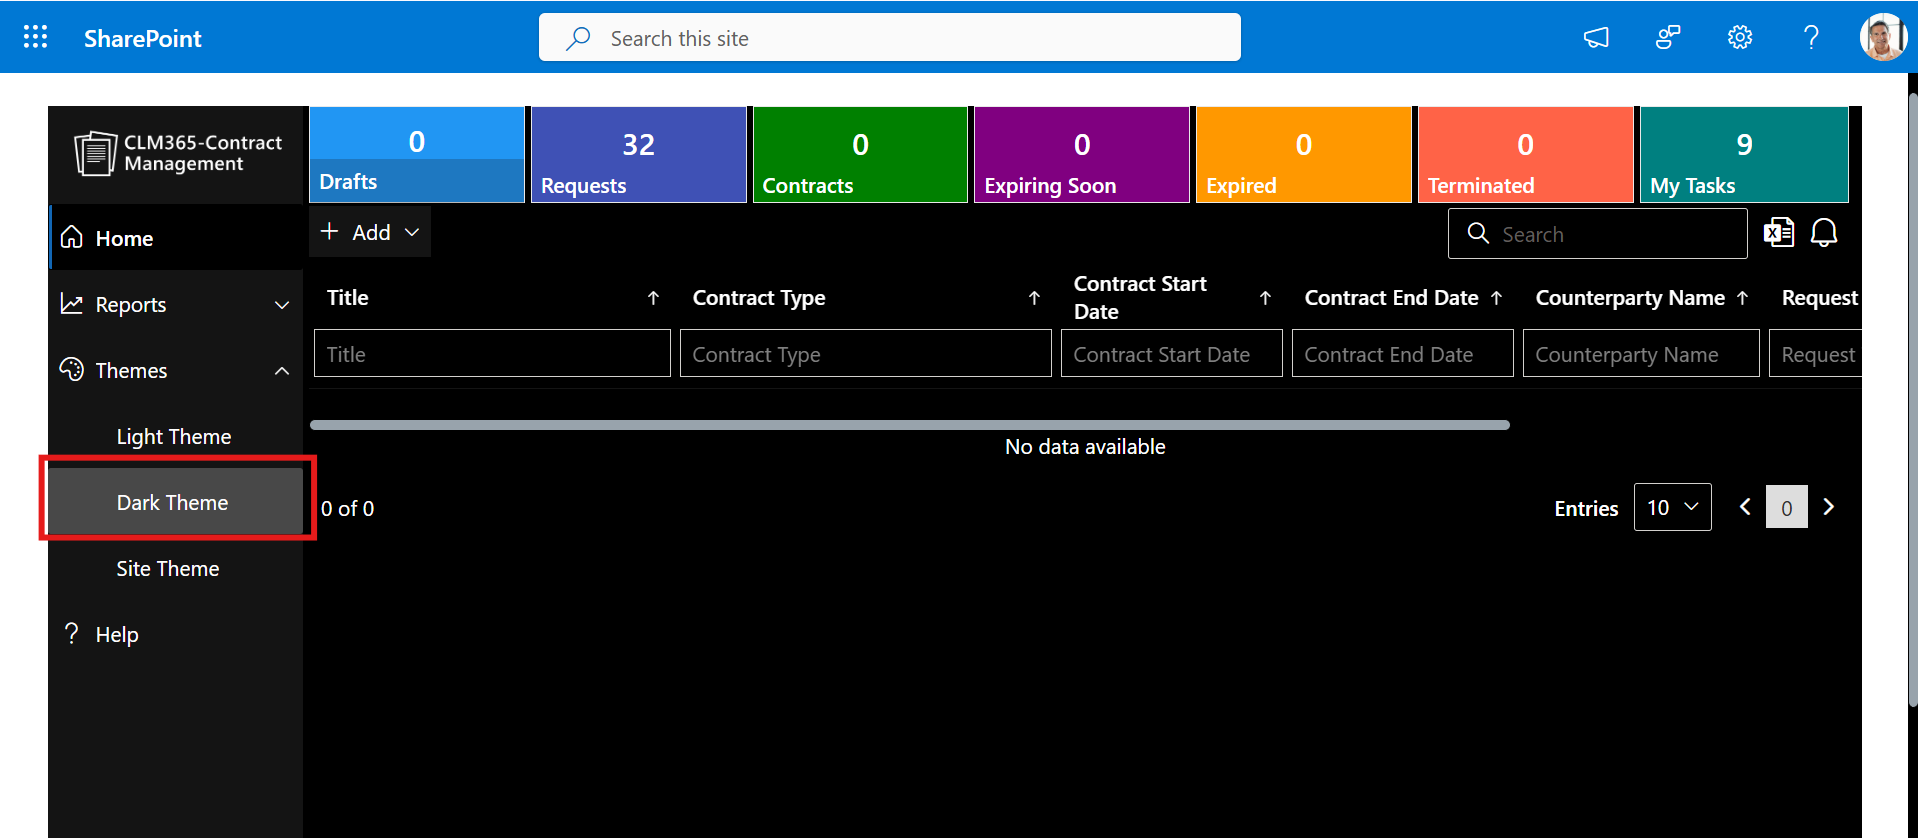 SharePoint
Search this site
CLM365-Contract
Management
0
Drafts
32
Requests
0
Contracts
0
Expiring Soon
0
Expired
0
Terminated
9
My Tasks
Home
Reports
Themes
Light Theme
Dark Theme
Site Theme
? Help
+ Add
Search
Title
Contract Type
Contract Start
Date
Contract End Date
Counterparty Name
Request
Title
Contract Type
Contract Start Date
Contract End Date
Counterparty Name
Request
No data available
0 of 0
Entries
10
0